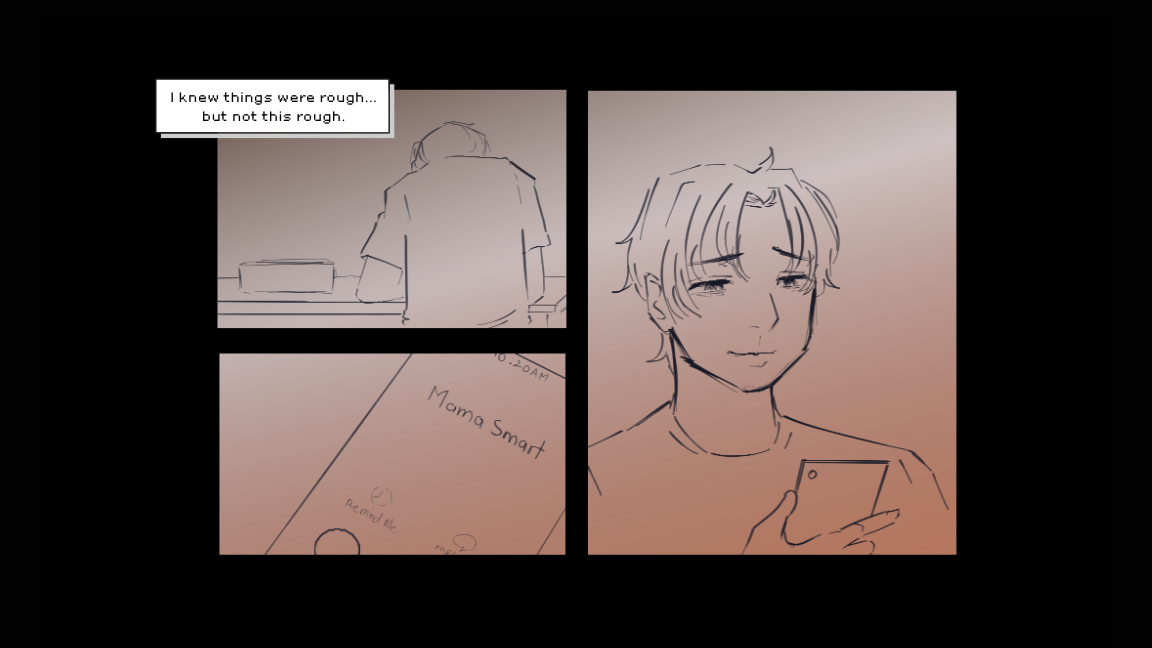 I knew things were rough...
but not this rough.
10:20AM
Mama Smart
Remind Me